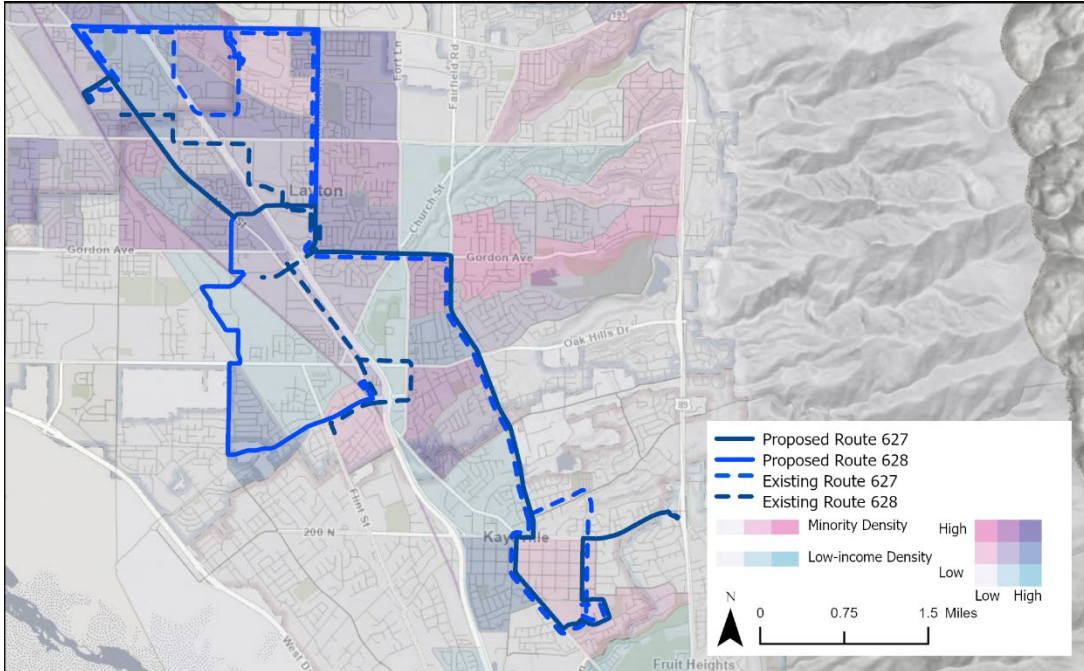 Fort Ln
Fairfield Rd
Layton
Church St
Gordon Ave
Gordon Ave
Oak Hills Dr
Flint St
200 N
West D
Fruit Heights
Proposed Route 627
Proposed Route 628
Existing Route 627
Existing Route 628
Minority Density
Low-income Density
High
Low
Low High
N
0 0.75 1.5 Miles